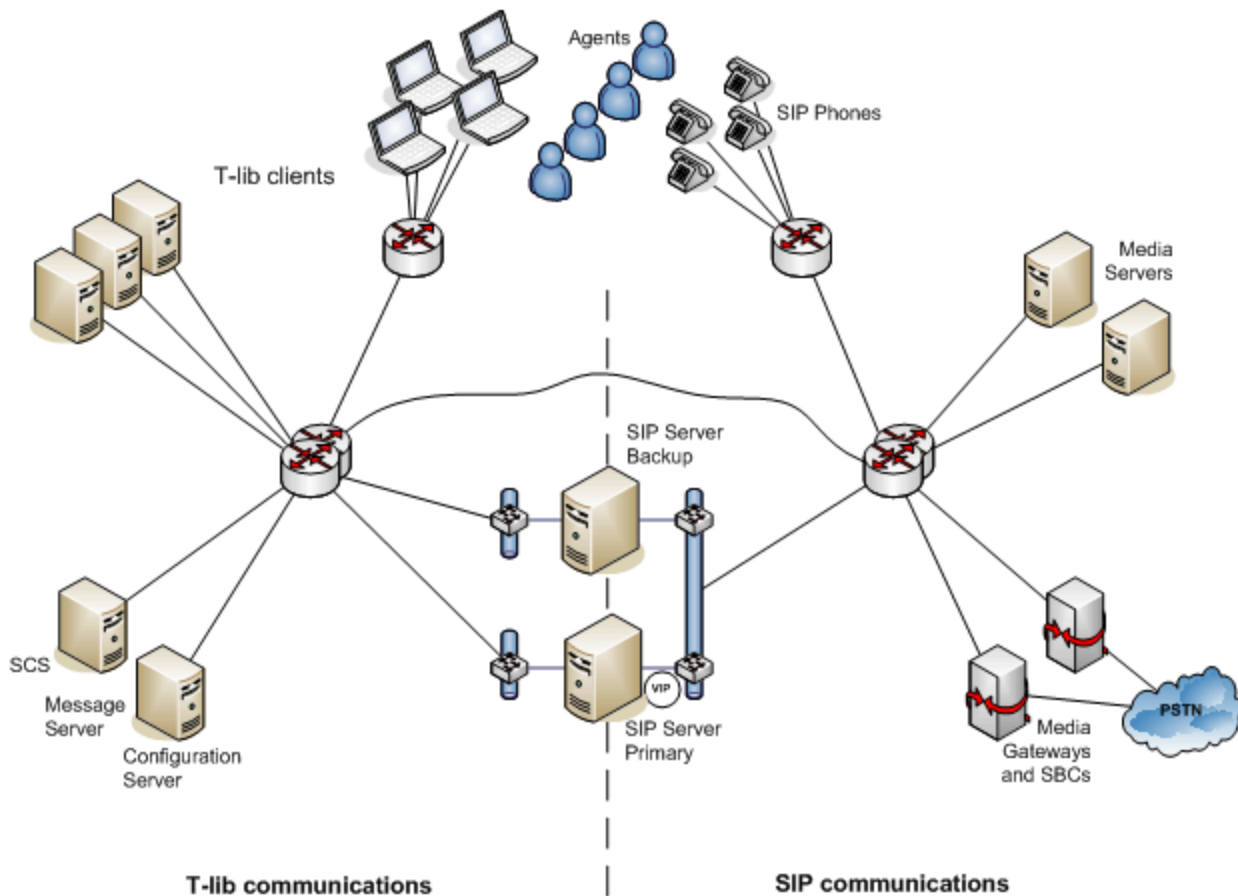 Agents
SIP Phones
T-lib clients
Media
Servers
SIP Server
Backup
SCS
Message
Server
Configuration
Server
VIP
SIP Server
Primary
PSTN
Media
Gateways
and SBCs
T-lib communications
SIP communications